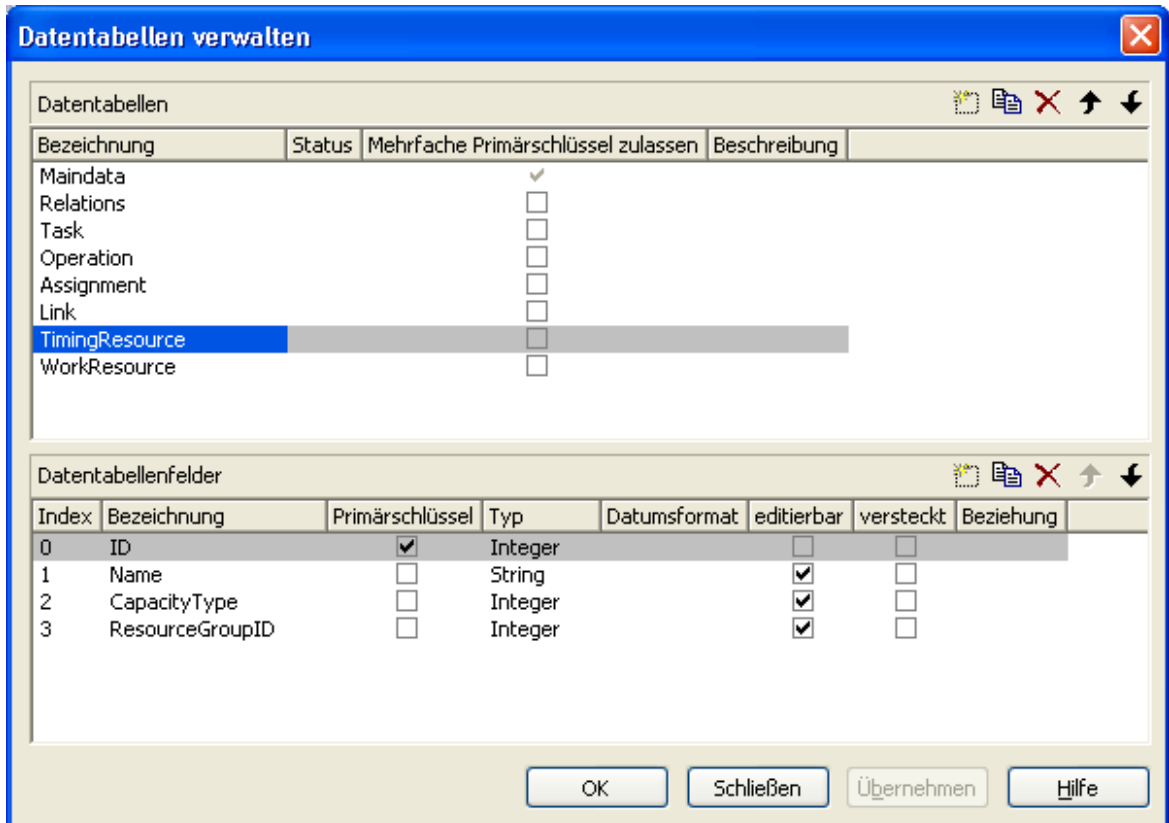 Datentabellen verwalten
Datentabellen
Bezeichnung Status Mehrfache Primärschlüssel zulassen Beschreibung
Maindata
Relations
Task
Operation
Assignment
Link
TimingResource
WorkResource
Datentabellenfelder
Index Bezeichnung Primärschlüssel Typ Datumsformat editierbar versteckt Beziehung
0 ID Integer
1 Name String
2 CapacityType Integer
3 ResourceGroupID Integer
OK Schließen Übernehmen Hilfe